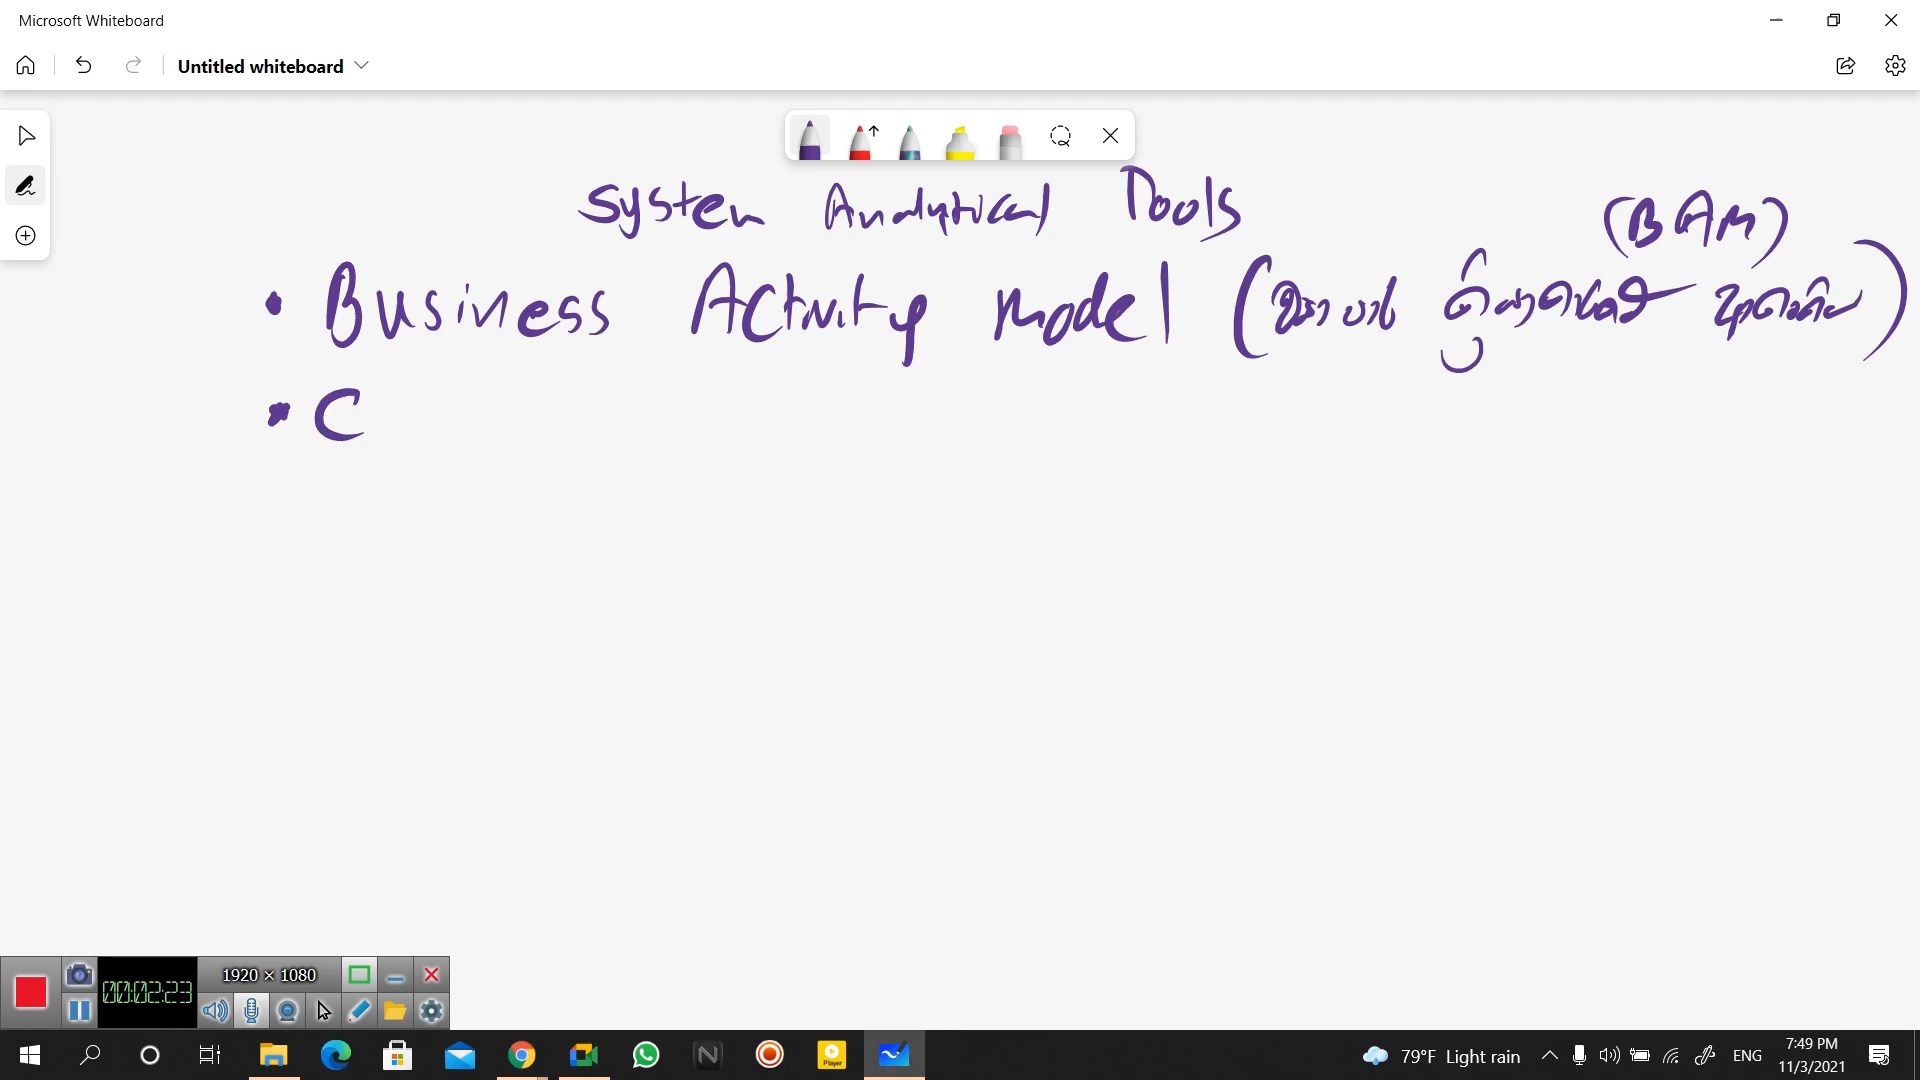 Microsoft Whiteboard
Untitled whiteboard
System Analytical Tools
(BAM)
• Business Activity Model (
• C
1920 × 1080
00:02:23
Player
79°F Light rain
ENG
7:49 PM
11/3/2021